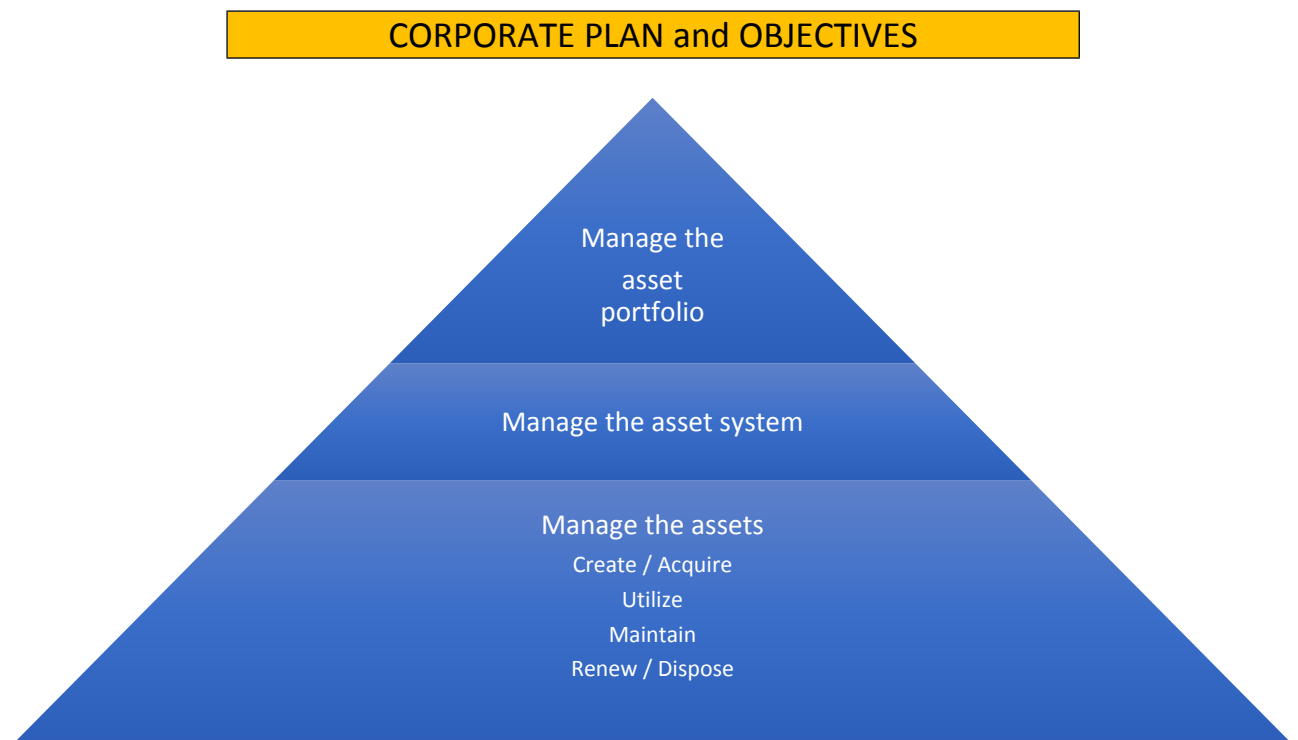 CORPORATE PLAN and OBJECTIVES
Manage the
asset
portfolio
Manage the asset system
Manage the assets
Create / Acquire
Utilize
Maintain
Renew / Dispose